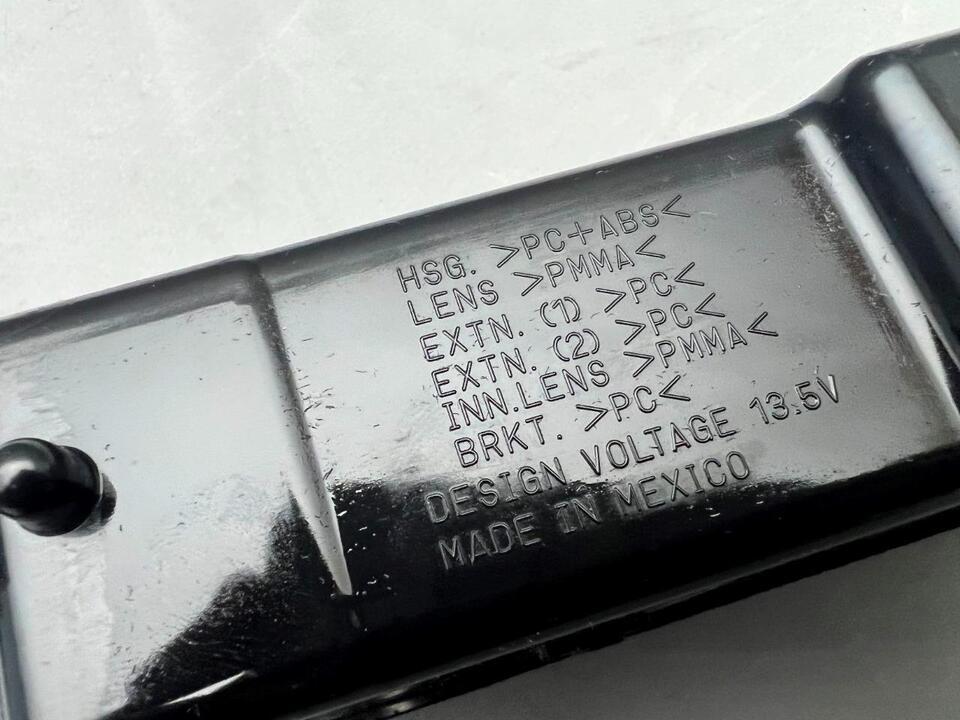 HSG. >PC+ABS<
LENS >PMMA<
EXTN. (1) >PC<
EXTN. (2) >PC<
INN.LENS >PMMA<
BRKT. >PC<
DESIGN VOLTAGE 13.5V
MADE IN MEXICO